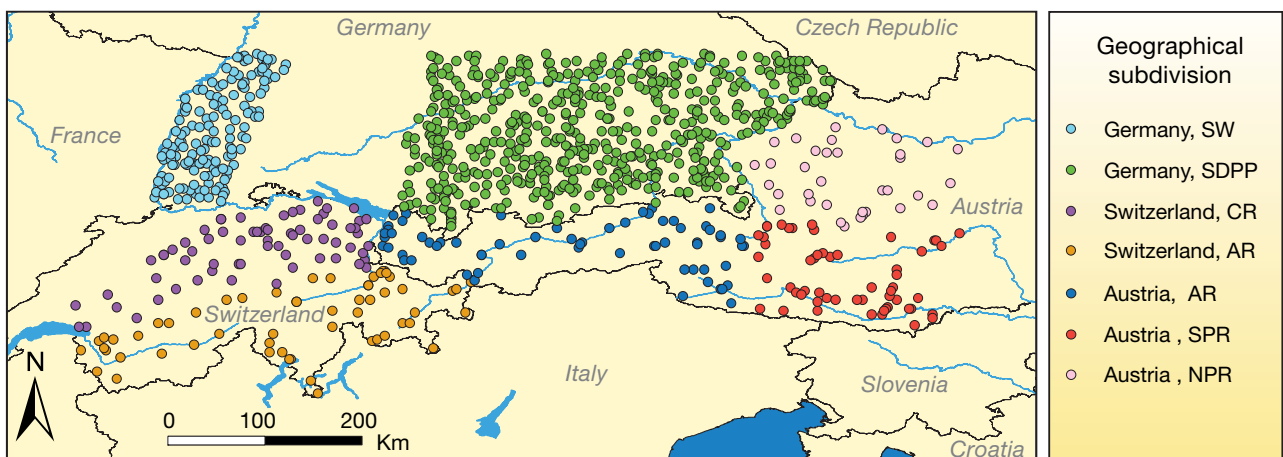 Germany
Czech Republic
France
Austria
Switzerland
Italy
Slovenia
Croatia
N
0 100 200
Km
Geographical
subdivision
Germany, SW
Germany, SDPP
Switzerland, CR
Switzerland, AR
Austria, AR
Austria , SPR
Austria , NPR